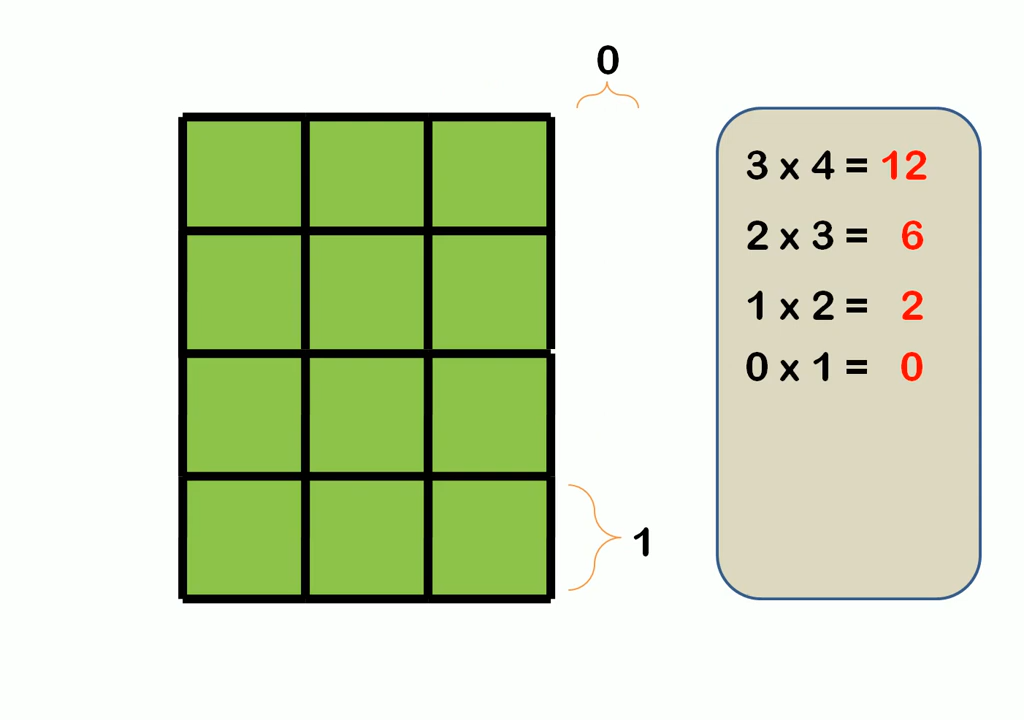 0
3 x 4 = 12
2 x 3 = 6
1 x 2 = 2
0 x 1 = 0
1